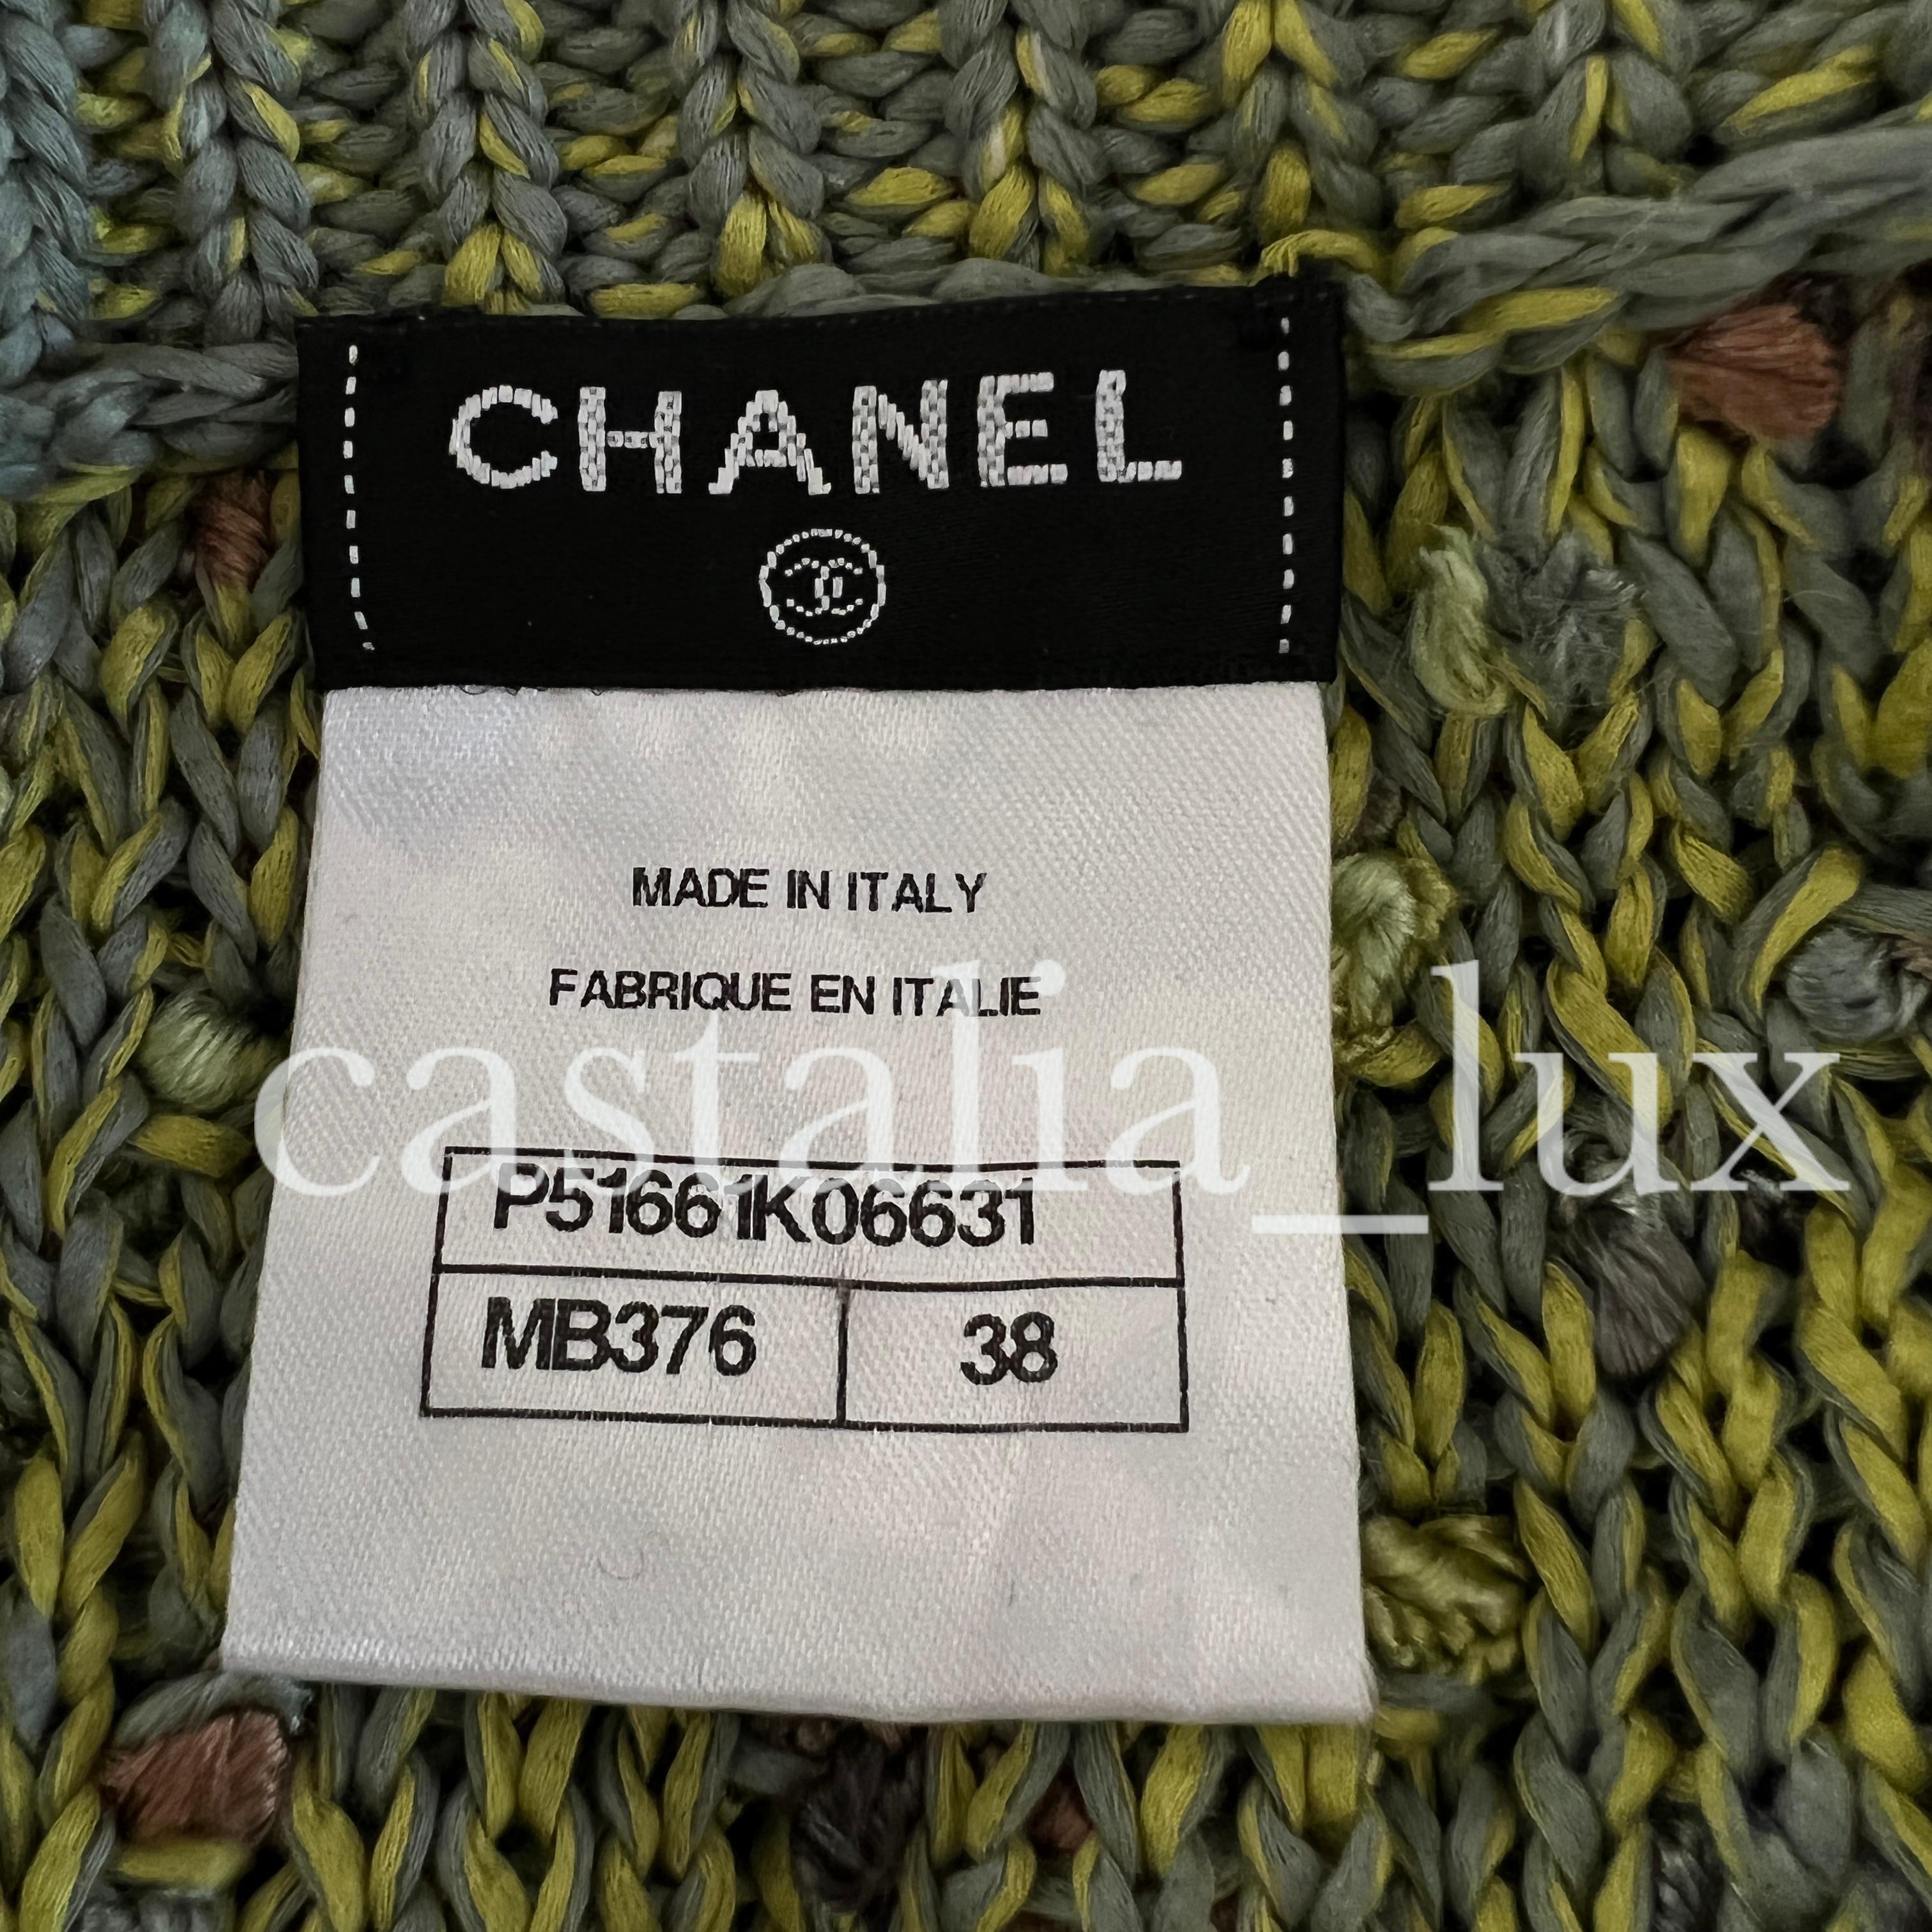 CHANEL
MADE IN ITALY
FABRIQUE EN ITALIE
castalia_lux
P51661K06631
MB376 38